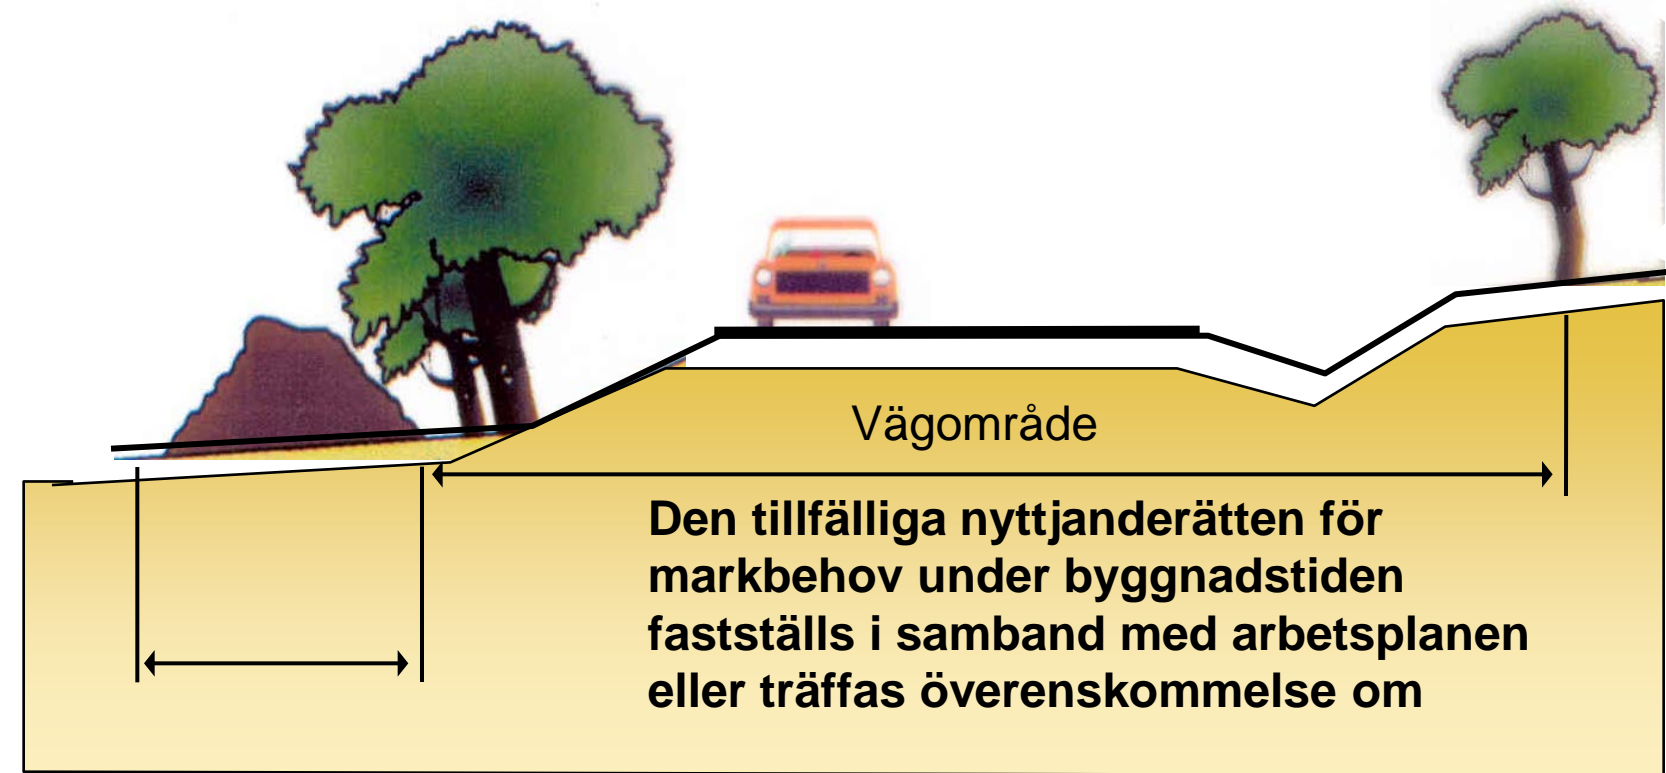 Vägområde
Den tillfälliga nyttjanderätten för
markbehov under byggnadstiden
fastställs i samband med arbetsplanen
eller träffas överenskommelse om